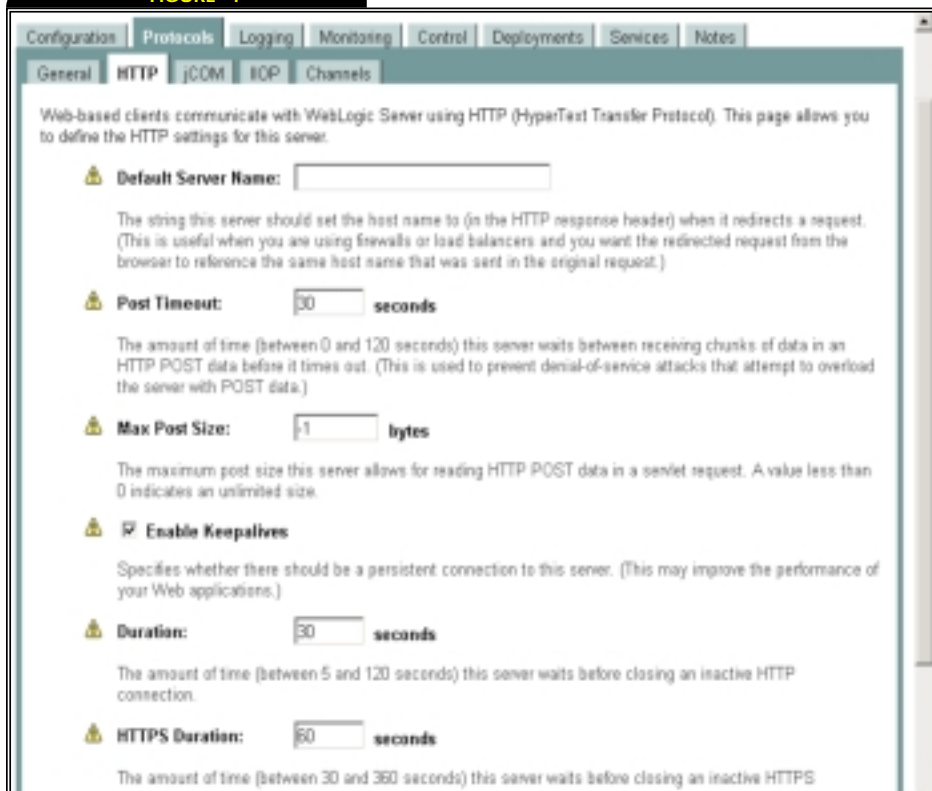 Configuration Protocols Logging Monitoring Control Deployments Services Notes
General HTTP jCOM IIOP Channels
Web-based clients communicate with WebLogic Server using HTTP (HyperText Transfer Protocol). This page allows you
to define the HTTP settings for this server.
Default Server Name:
The string this server should set the host name to (in the HTTP response header) when it redirects a request.
(This is useful when you are using firewalls or load balancers and you want the redirected request from the
browser to reference the same host name that was sent in the original request.)
Post Timeout: 30 seconds
The amount of time (between 0 and 120 seconds) this server waits between receiving chunks of data in an
HTTP POST data before it times out. (This is used to prevent denial-of-service attacks that attempt to overload
the server with POST data.)
Max Post Size: -1 bytes
The maximum post size this server allows for reading HTTP POST data in a servlet request. A value less than
0 indicates an unlimited size.
Enable Keepalives
Specifies whether there should be a persistent connection to this server. (This may improve the performance of
your Web applications.)
Duration: 30 seconds
The amount of time (between 5 and 120 seconds) this server waits before closing an inactive HTTP
connection.
HTTPS Duration: 60 seconds
The amount of time (between 30 and 360 seconds) this server waits before closing an inactive HTTPS